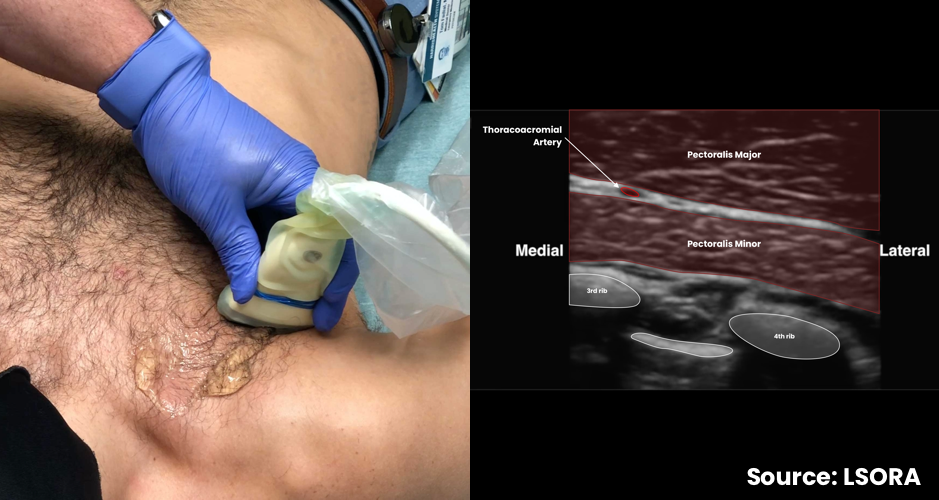 Thoracoacromial
Artery
Pectoralis Major
Pectoralis Minor
Medial
Lateral
3rd rib
4th rib
Source: LSORA